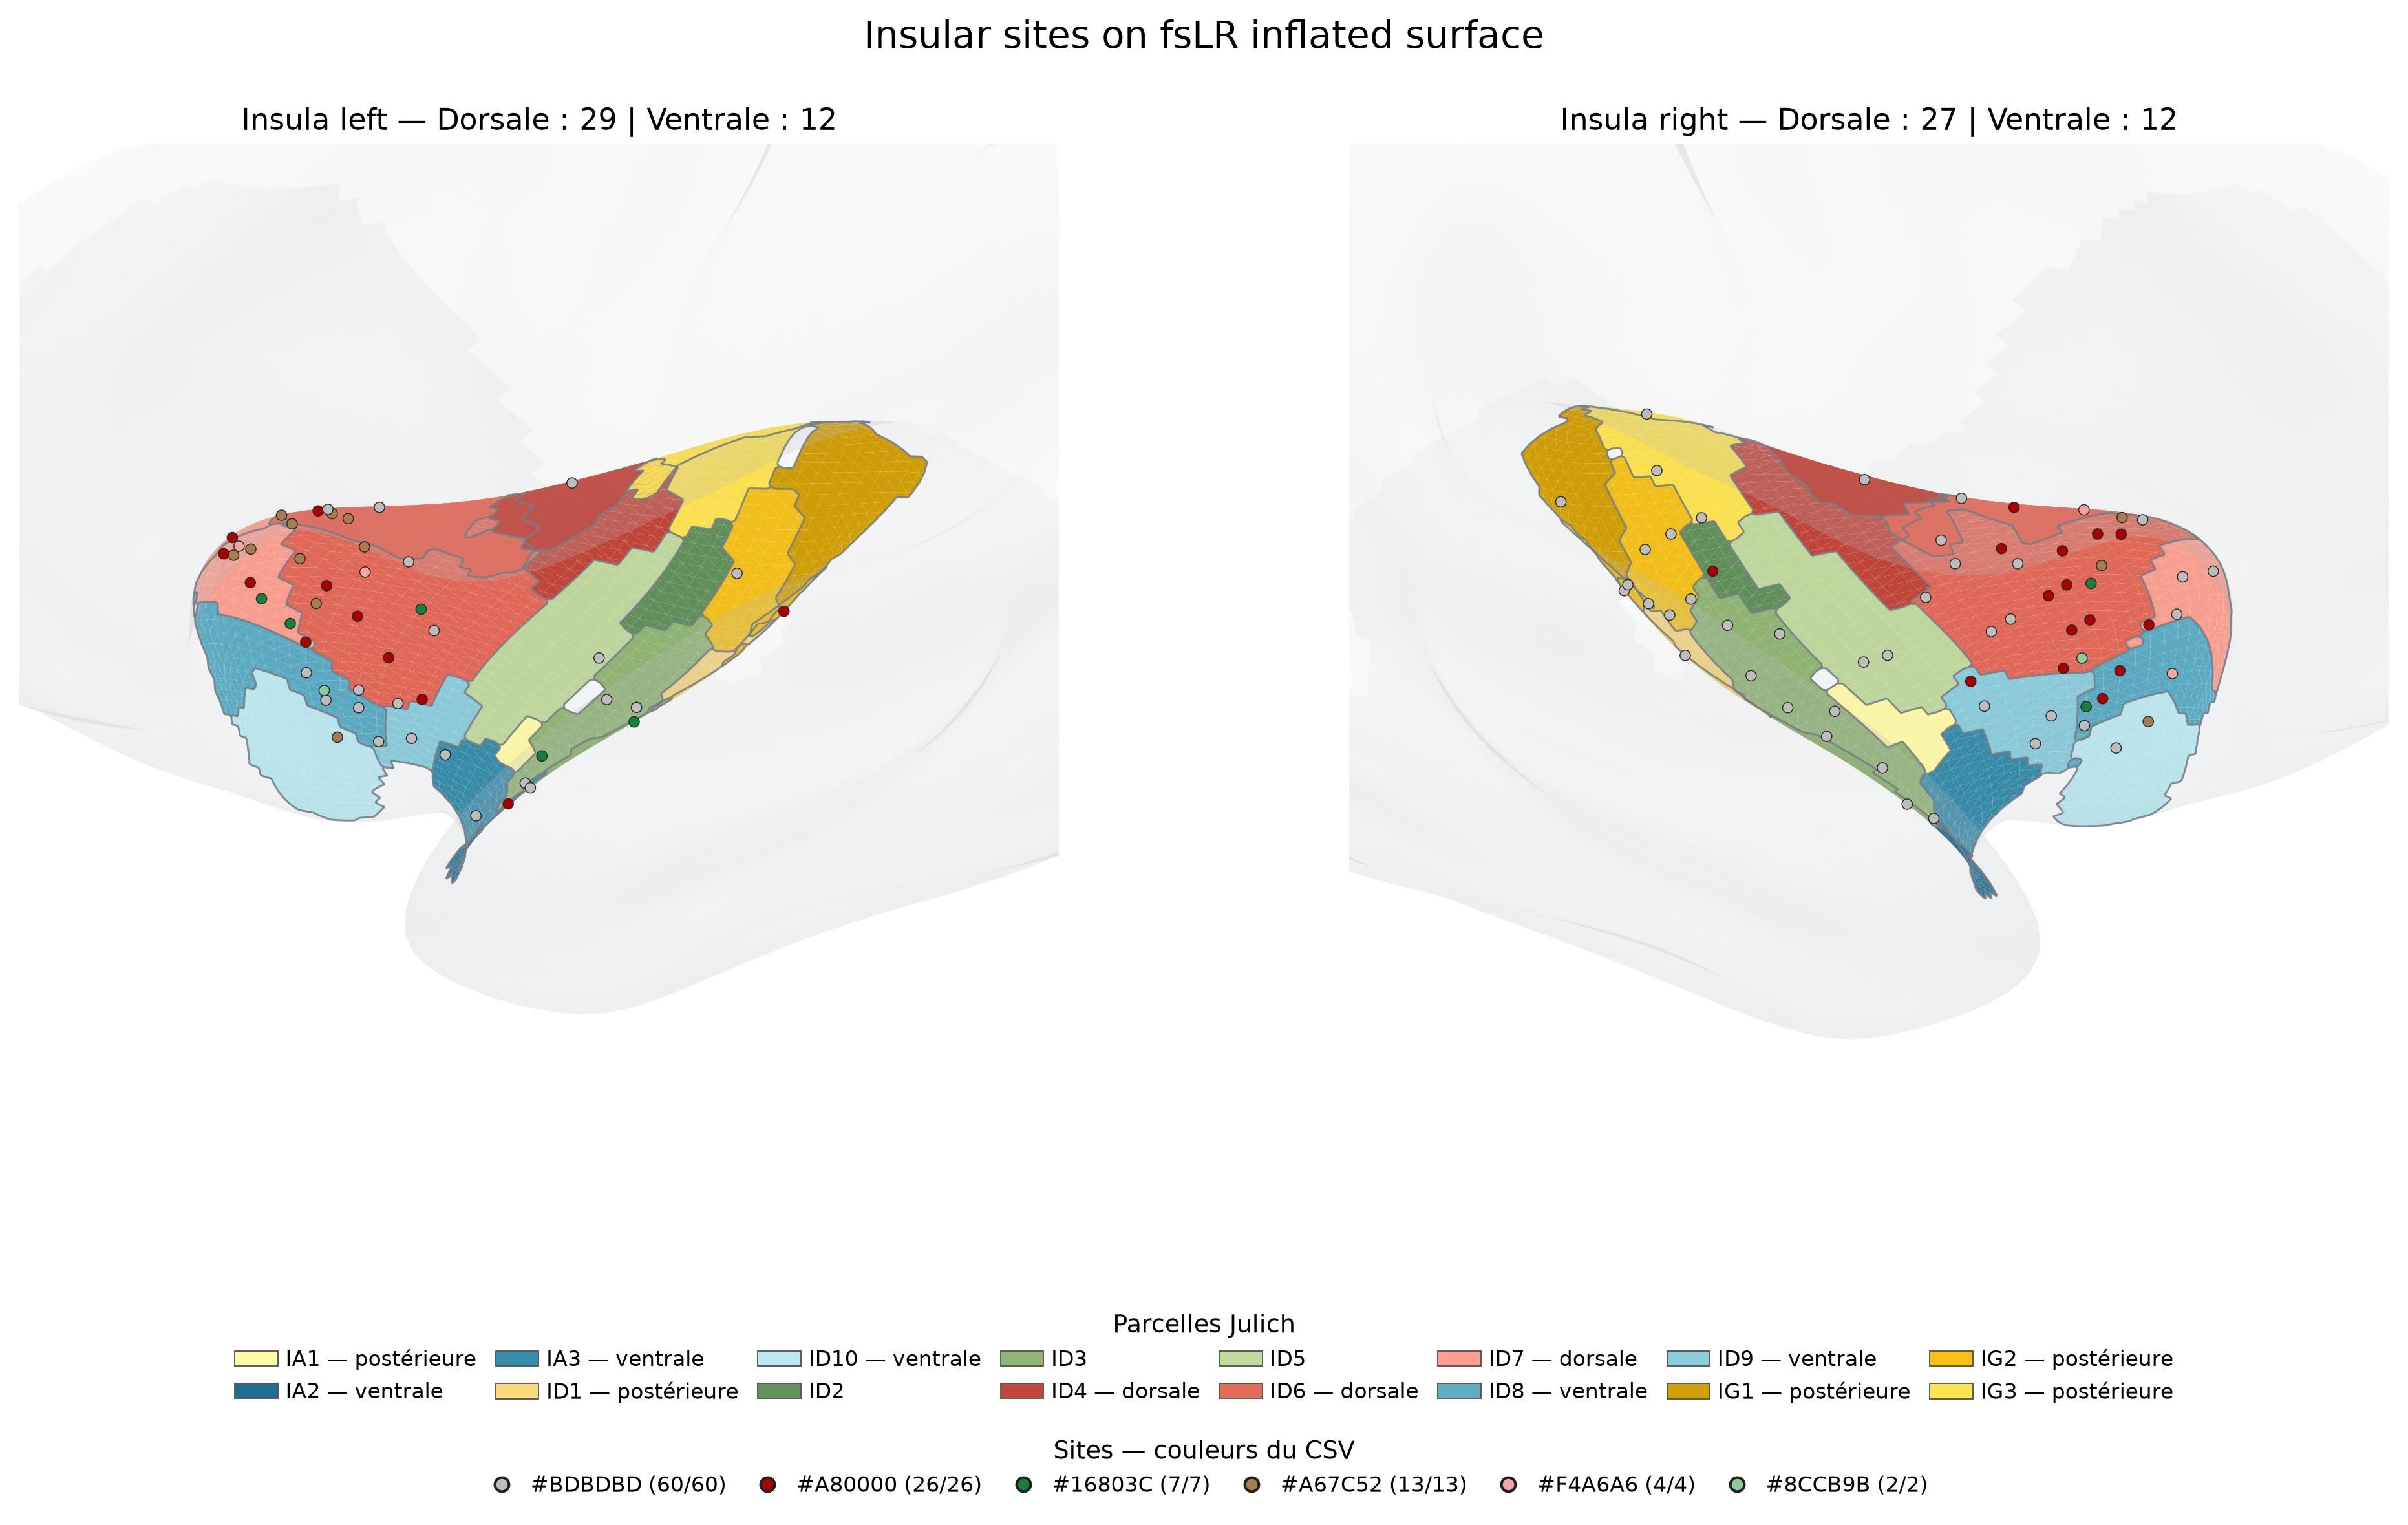 Insular sites on fsLR inflated surface
Insula left — Dorsale : 29 | Ventrale : 12
Insula right — Dorsale : 27 | Ventrale : 12
Parcelles Julich
IA1 — postérieure IA3 — ventrale ID10 — ventrale ID3 ID5 ID7 — dorsale ID9 — ventrale IG2 — postérieure
IA2 — ventrale ID1 — postérieure ID2 ID4 — dorsale ID6 — dorsale ID8 — ventrale IG1 — postérieure IG3 — postérieure
Sites — couleurs du CSV
#BDBDBD (60/60) #A80000 (26/26) #16803C (7/7) #A67C52 (13/13) #F4A6A6 (4/4) #8CCB9B (2/2)